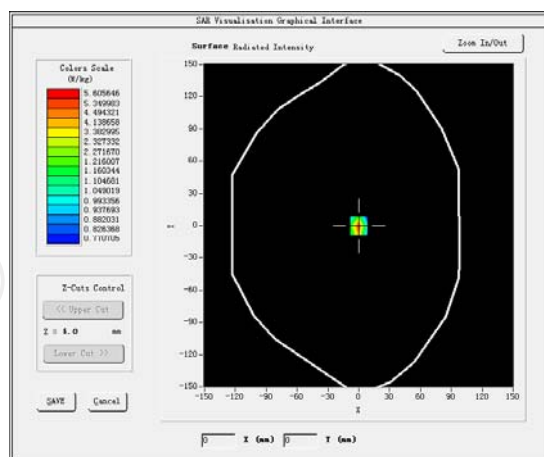 SAR Visualisation Graphical Interface
Surface Radiated Intensity
Zoom In/Out
Colors Scale
(W/kg)
5.605646
5.349983
4.494321
4.138658
3.382995
2.327332
2.271670
1.216007
1.160344
1.104681
1.049019
0.993356
0.937693
0.882031
0.826368
0.770705
Z-Cuts Control
<< Upper Cut
Z = 4.0 mm
Lower Cut >>
SAVE Cancel
150
120
90
60
30
0
-30
-60
-90
-120
-150
Y
-150 -120 -90 -60 -30 0 30 60 90 120 150
X
0 X (mm) 0 Y (mm)